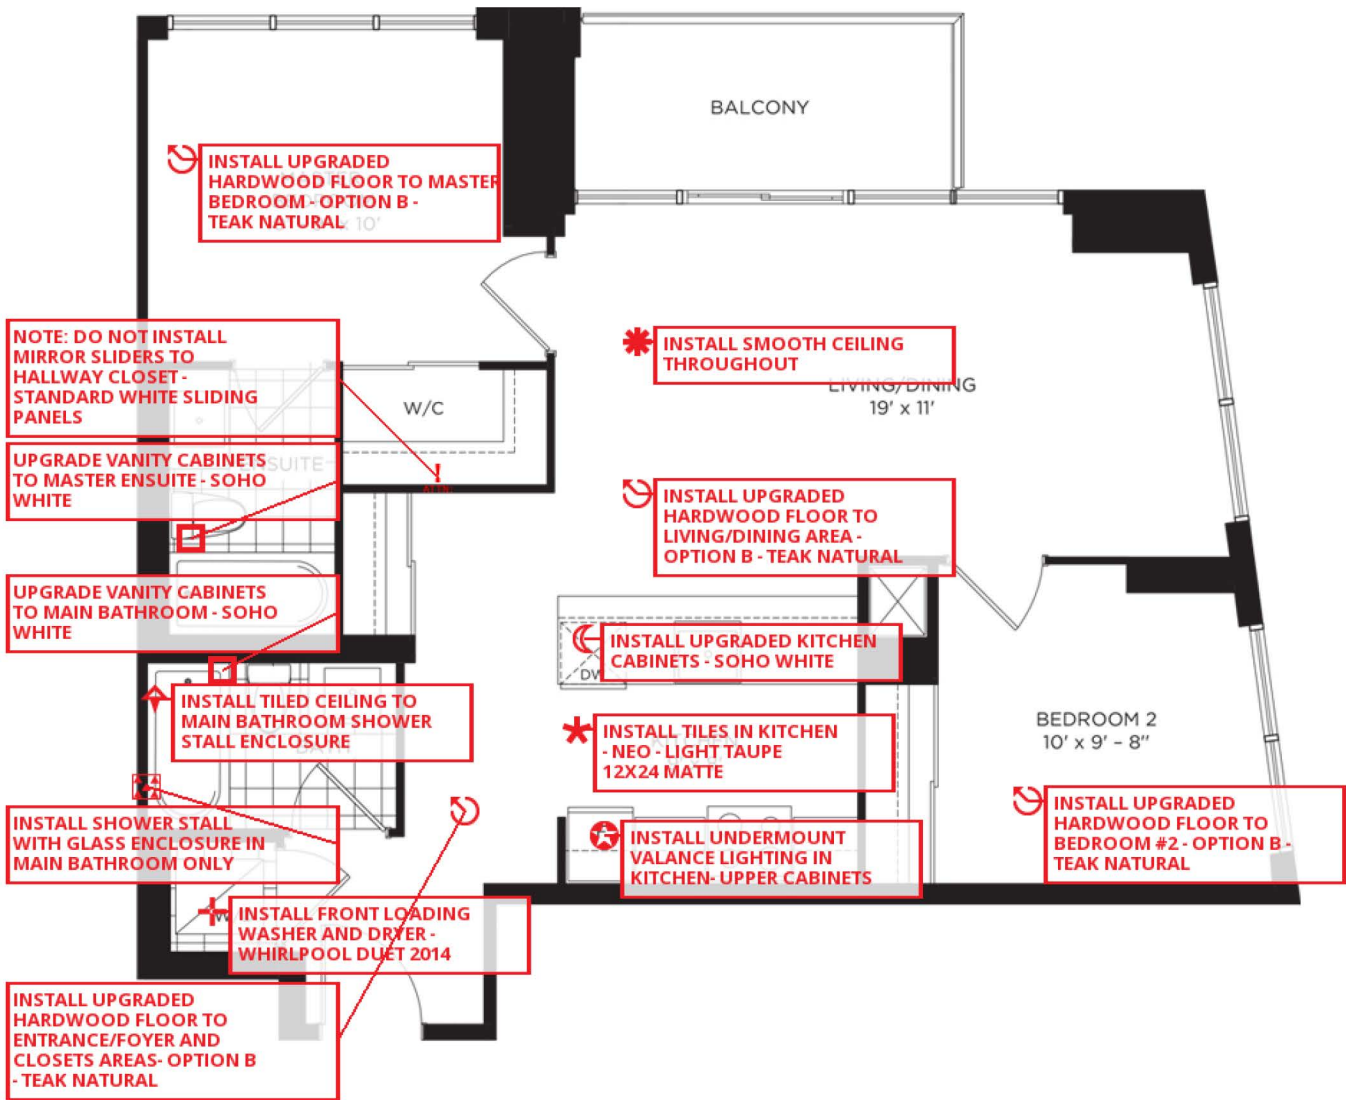 BALCONY
INSTALL UPGRADED
HARDWOOD FLOOR TO MASTER
BEDROOM - OPTION B -
TEAK NATURAL
x 10'
NOTE: DO NOT INSTALL
MIRROR SLIDERS TO
HALLWAY CLOSET -
STANDARD WHITE SLIDING
PANELS
INSTALL SMOOTH CEILING
THROUGHOUT
LIVING/DINING
19' x 11'
W/C
UPGRADE VANITY CABINETS
TO MASTER ENSUITE - SOHO
WHITE
ENSUITE
!
INSTALL UPGRADED
HARDWOOD FLOOR TO
LIVING/DINING AREA -
OPTION B - TEAK NATURAL
UPGRADE VANITY CABINETS
TO MAIN BATHROOM - SOHO
WHITE
INSTALL UPGRADED KITCHEN
CABINETS - SOHO WHITE
DW
INSTALL TILED CEILING TO
MAIN BATHROOM SHOWER
STALL ENCLOSURE
BATH
INSTALL TILES IN KITCHEN
- NEO - LIGHT TAUPE
12X24 MATTE
BEDROOM 2
10' x 9' – 8"
INSTALL SHOWER STALL
WITH GLASS ENCLOSURE IN
MAIN BATHROOM ONLY
INSTALL UNDERMOUNT
VALANCE LIGHTING IN
KITCHEN- UPPER CABINETS
INSTALL UPGRADED
HARDWOOD FLOOR TO
BEDROOM #2 - OPTION B -
TEAK NATURAL
INSTALL FRONT LOADING
WASHER AND DRYER -
WHIRLPOOL DUET 2014
INSTALL UPGRADED
HARDWOOD FLOOR TO
ENTRANCE/FOYER AND
CLOSETS AREAS- OPTION B
- TEAK NATURAL